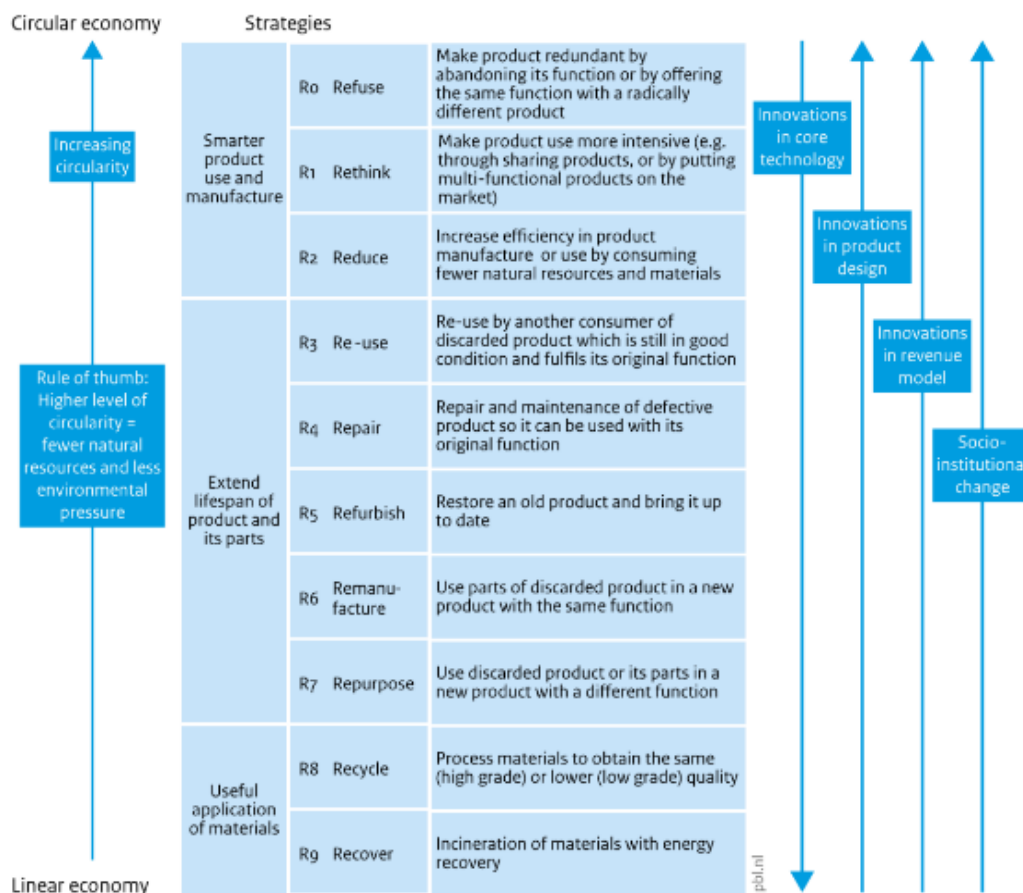 Circular economy
Strategies
Increasing
circularity
Rule of thumb:
Higher level of
circularity =
fewer natural
resources and less
environmental
pressure
Linear economy
Smarter
product
use and
manufacture
R0 Refuse
Make product redundant by
abandoning its function or by offering
the same function with a radically
different product
R1 Rethink
Make product use more intensive (e.g.
through sharing products, or by putting
multi-functional products on the
market)
R2 Reduce
Increase efficiency in product
manufacture or use by consuming
fewer natural resources and materials
Extend
lifespan of
product and
its parts
R3 Re-use
Re-use by another consumer of
discarded product which is still in good
condition and fulfils its original function
R4 Repair
Repair and maintenance of defective
product so it can be used with its
original function
R5 Refurbish
Restore an old product and bring it up
to date
R6 Remanu-
facture
Use parts of discarded product in a new
product with the same function
R7 Repurpose
Use discarded product or its parts in a
new product with a different function
Useful
application
of materials
R8 Recycle
Process materials to obtain the same
(high grade) or lower (low grade) quality
R9 Recover
Incineration of materials with energy
recovery
pbl.nl
Innovations
in core
technology
Innovations
in product
design
Innovations
in revenue
model
Socio-
institutional
change